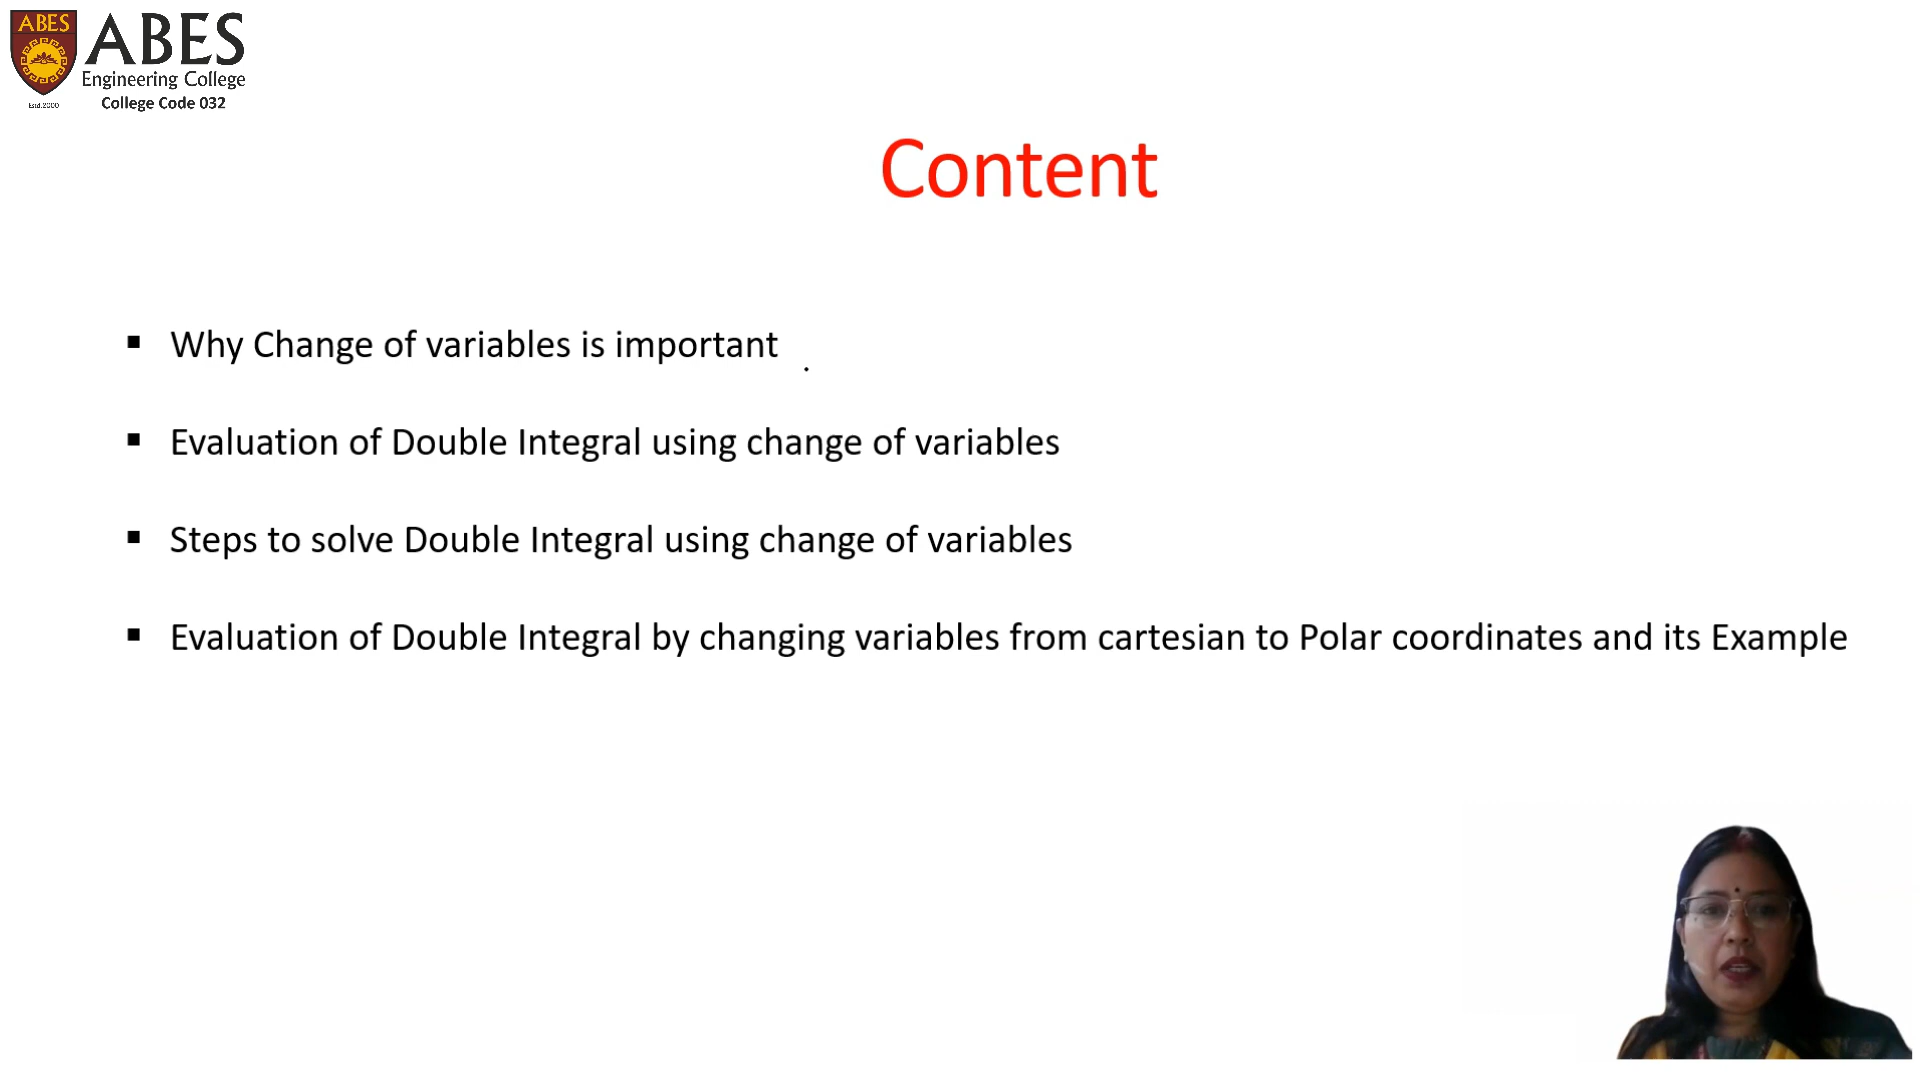 ABES
ABES
Engineering College
Estd.2000
College Code 032
Content
Why Change of variables is important
Evaluation of Double Integral using change of variables
Steps to solve Double Integral using change of variables
Evaluation of Double Integral by changing variables from cartesian to Polar coordinates and its Example